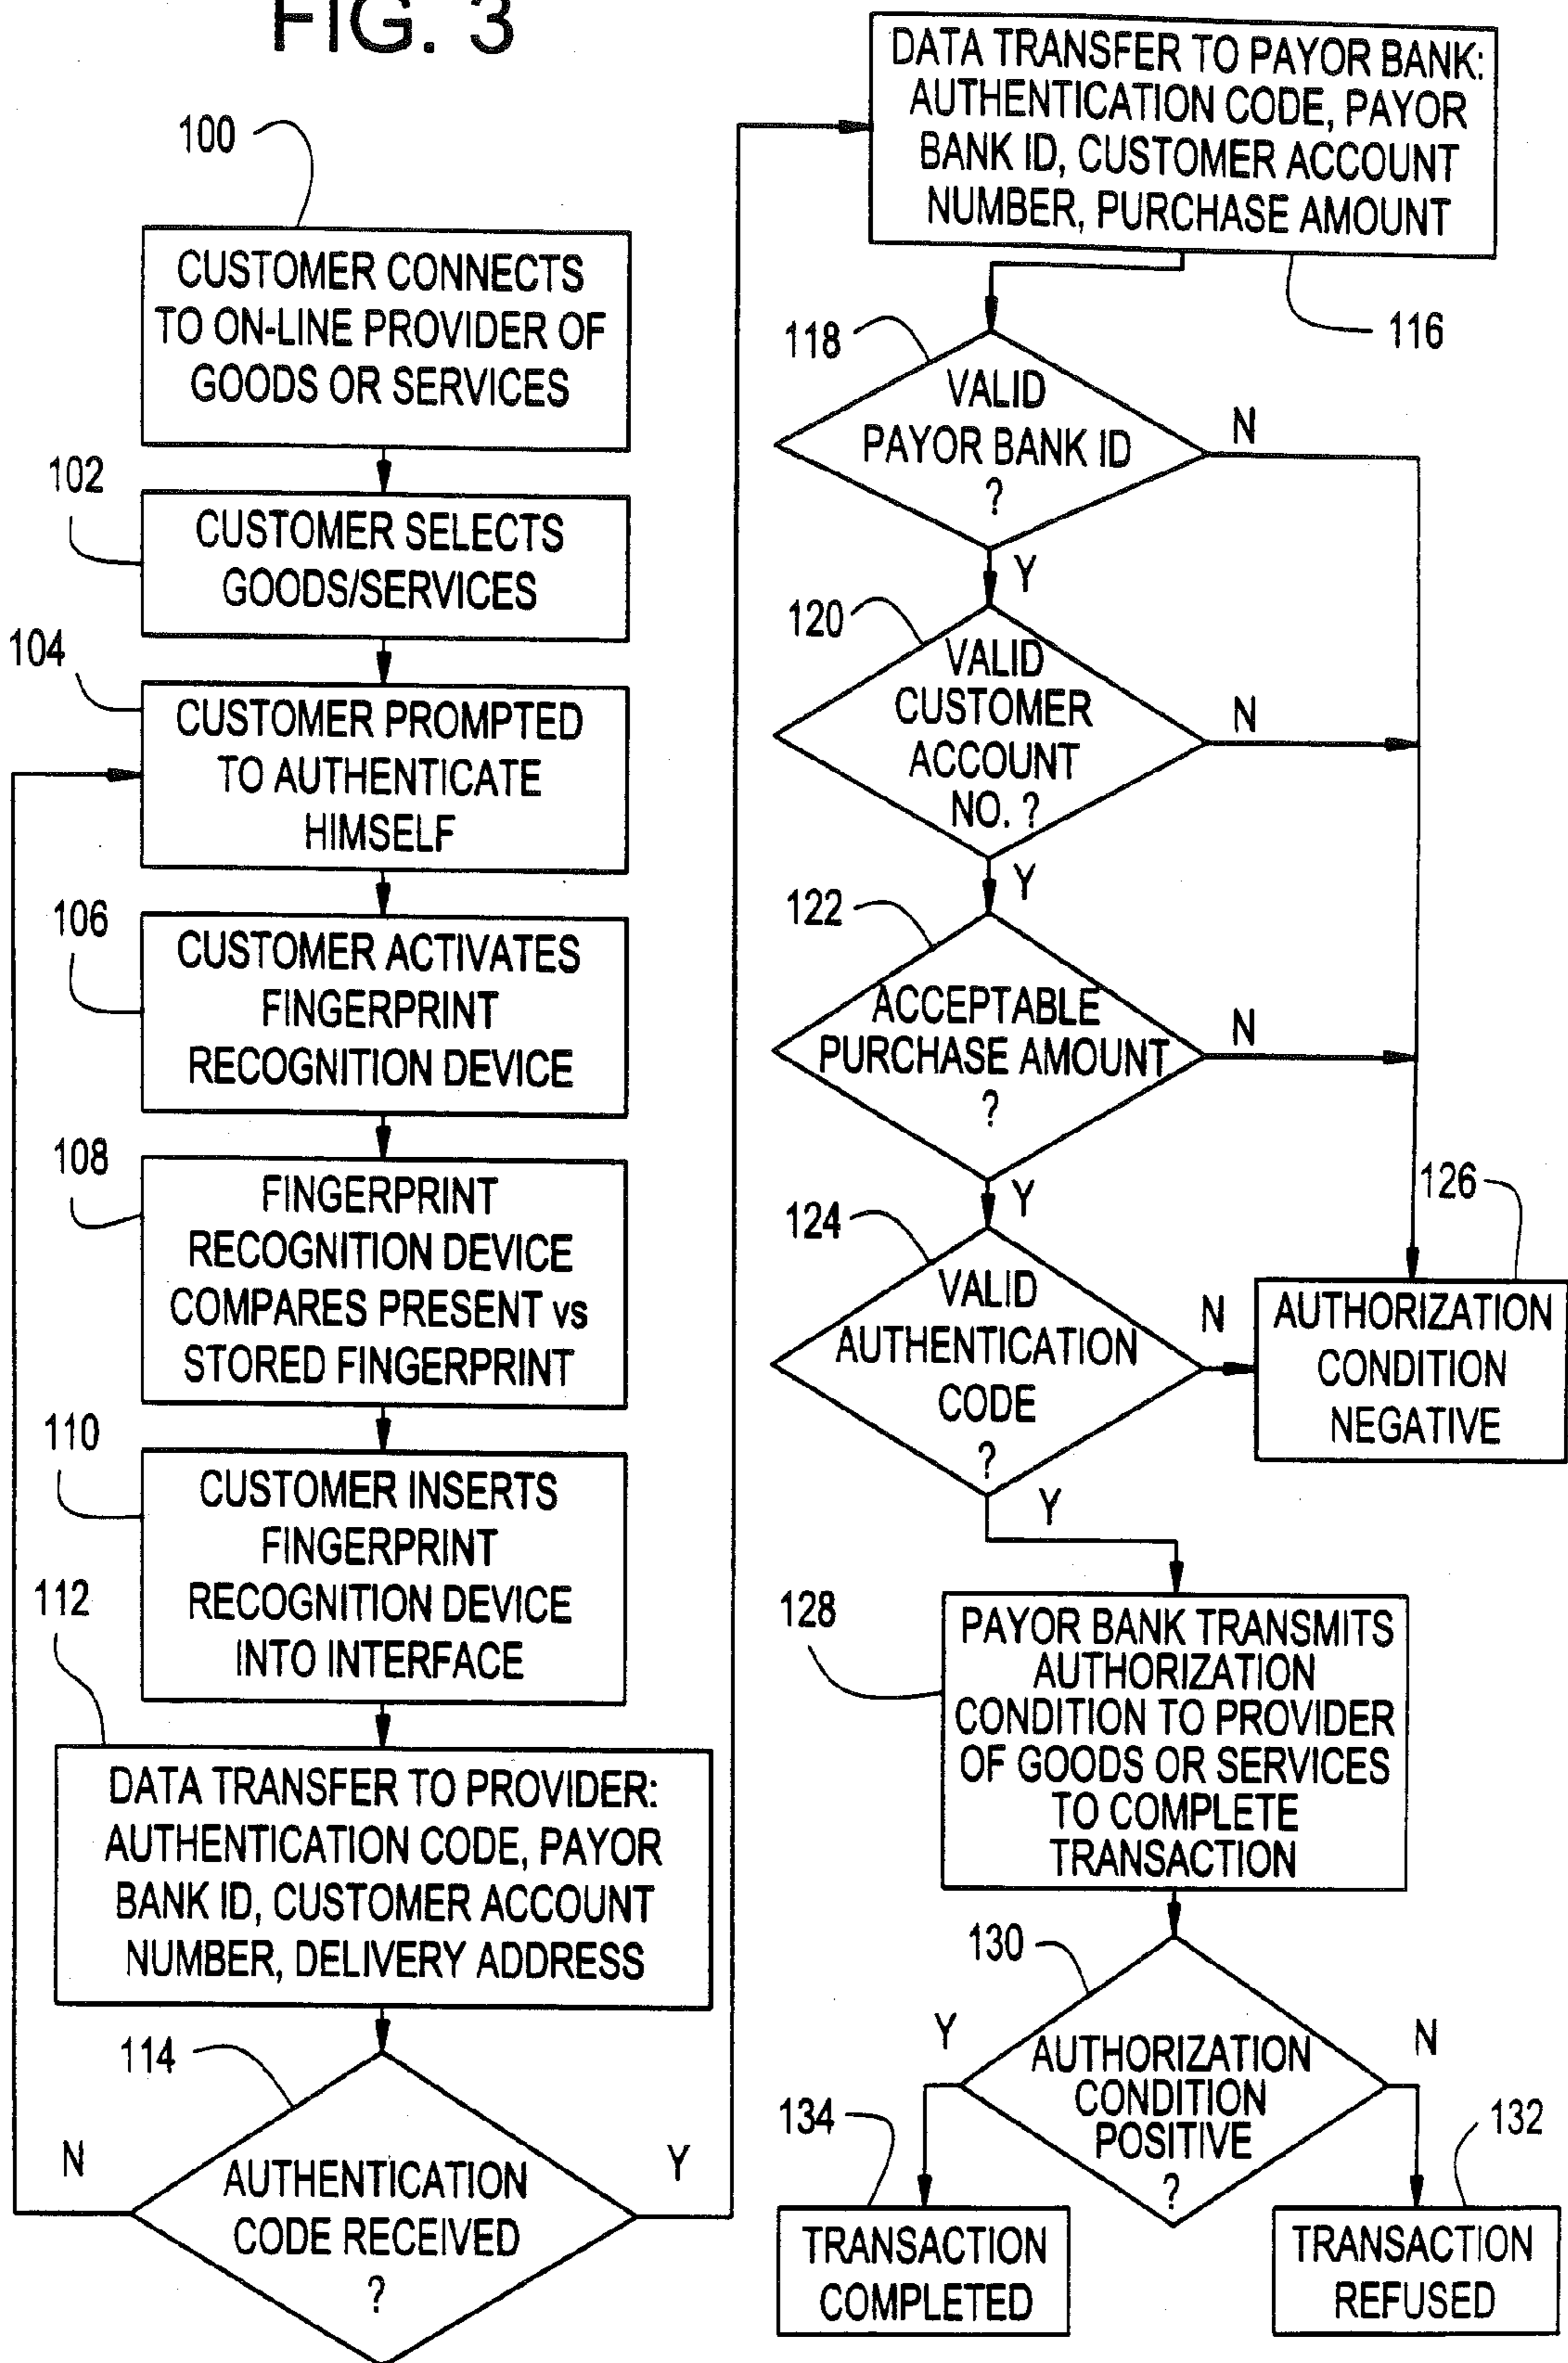 FIG. 3
100
CUSTOMER CONNECTS
TO ON-LINE PROVIDER OF
GOODS OR SERVICES
102
CUSTOMER SELECTS
GOODS/SERVICES
104
CUSTOMER PROMPTED
TO AUTHENTICATE
HIMSELF
106
CUSTOMER ACTIVATES
FINGERPRINT
RECOGNITION DEVICE
108
FINGERPRINT
RECOGNITION DEVICE
COMPARES PRESENT vs
STORED FINGERPRINT
110
CUSTOMER INSERTS
FINGERPRINT
RECOGNITION DEVICE
INTO INTERFACE
112
DATA TRANSFER TO PROVIDER:
AUTHENTICATION CODE, PAYOR
BANK ID, CUSTOMER ACCOUNT
NUMBER, DELIVERY ADDRESS
114
N
Y
AUTHENTICATION
CODE RECEIVED
?
DATA TRANSFER TO PAYOR BANK:
AUTHENTICATION CODE, PAYOR
BANK ID, CUSTOMER ACCOUNT
NUMBER, PURCHASE AMOUNT
116
118
VALID
PAYOR BANK ID
?
N
Y
120
VALID
CUSTOMER
ACCOUNT
NO. ?
N
Y
122
ACCEPTABLE
PURCHASE AMOUNT
?
N
Y
124
VALID
AUTHENTICATION
CODE
?
N
Y
126
AUTHORIZATION
CONDITION
NEGATIVE
128
PAYOR BANK TRANSMITS
AUTHORIZATION
CONDITION TO PROVIDER
OF GOODS OR SERVICES
TO COMPLETE
TRANSACTION
130
Y
N
AUTHORIZATION
CONDITION
POSITIVE
?
134
TRANSACTION
COMPLETED
132
TRANSACTION
REFUSED